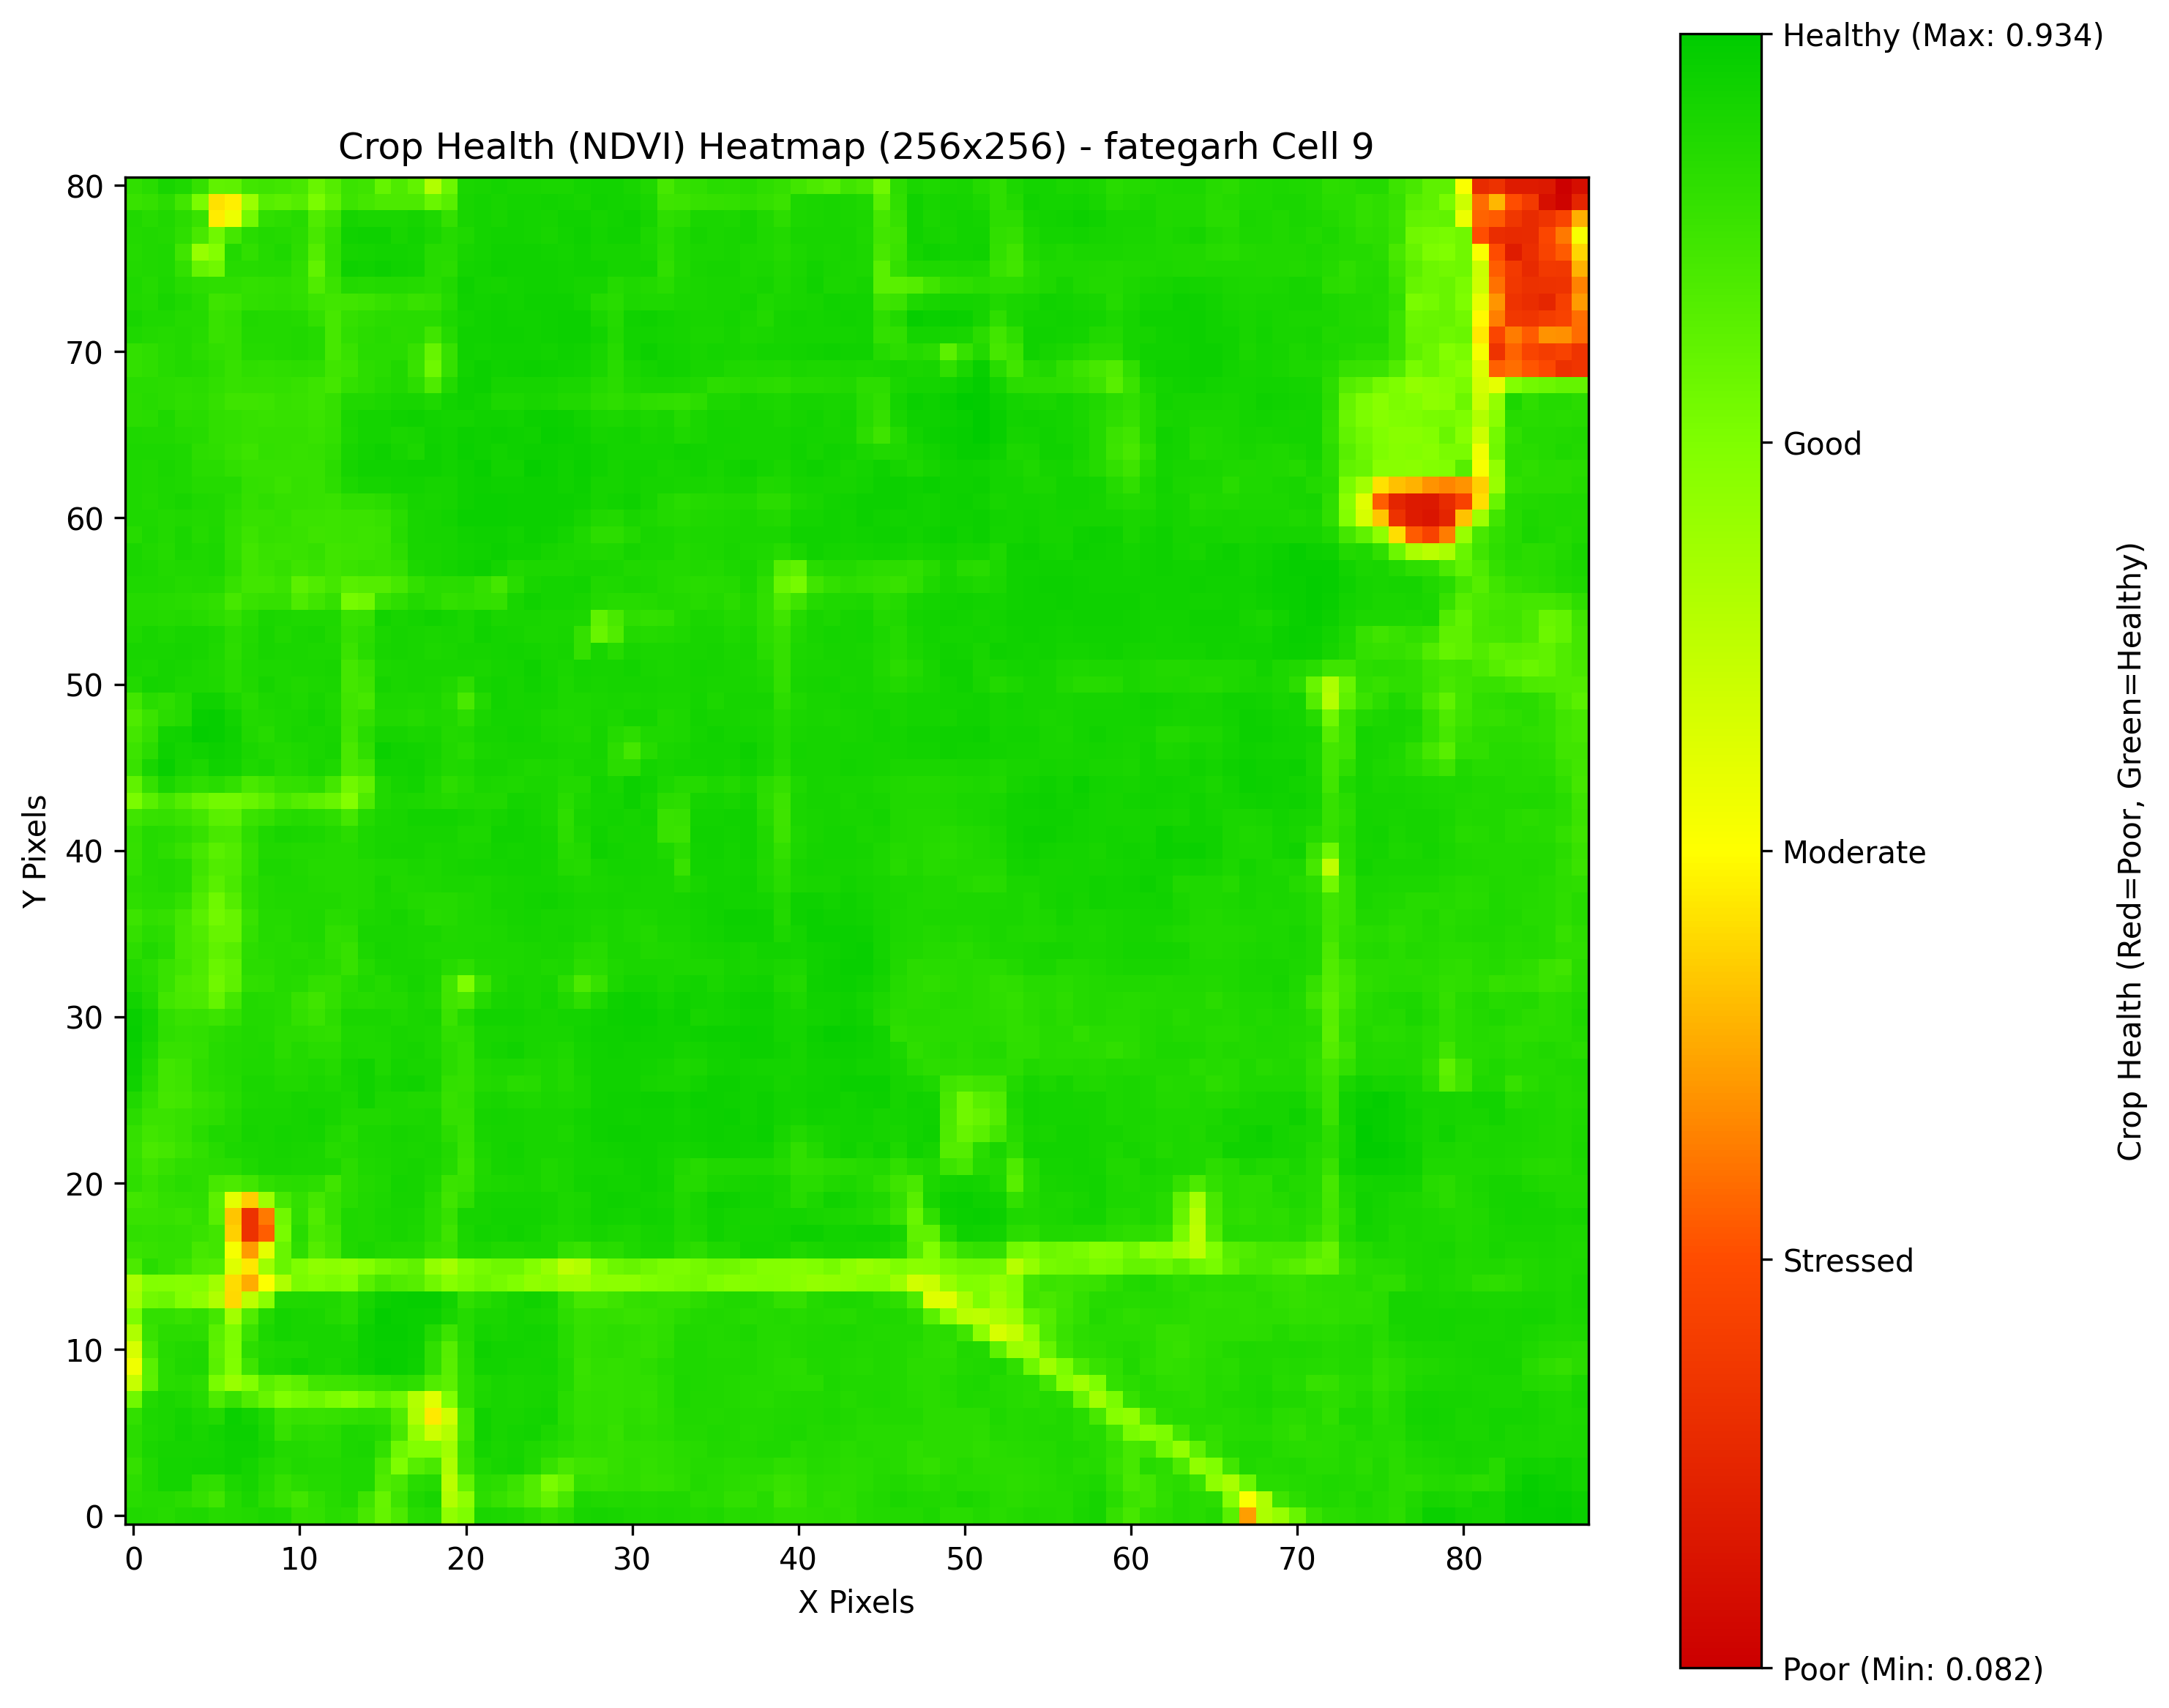 Crop Health (NDVI) Heatmap (256x256) - fategarh Cell 9
Y Pixels
80
70
60
50
40
30
20
10
0
0 10 20 30 40 50 60 70 80
X Pixels
Healthy (Max: 0.934)
Good
Moderate
Stressed
Poor (Min: 0.082)
Crop Health (Red=Poor, Green=Healthy)